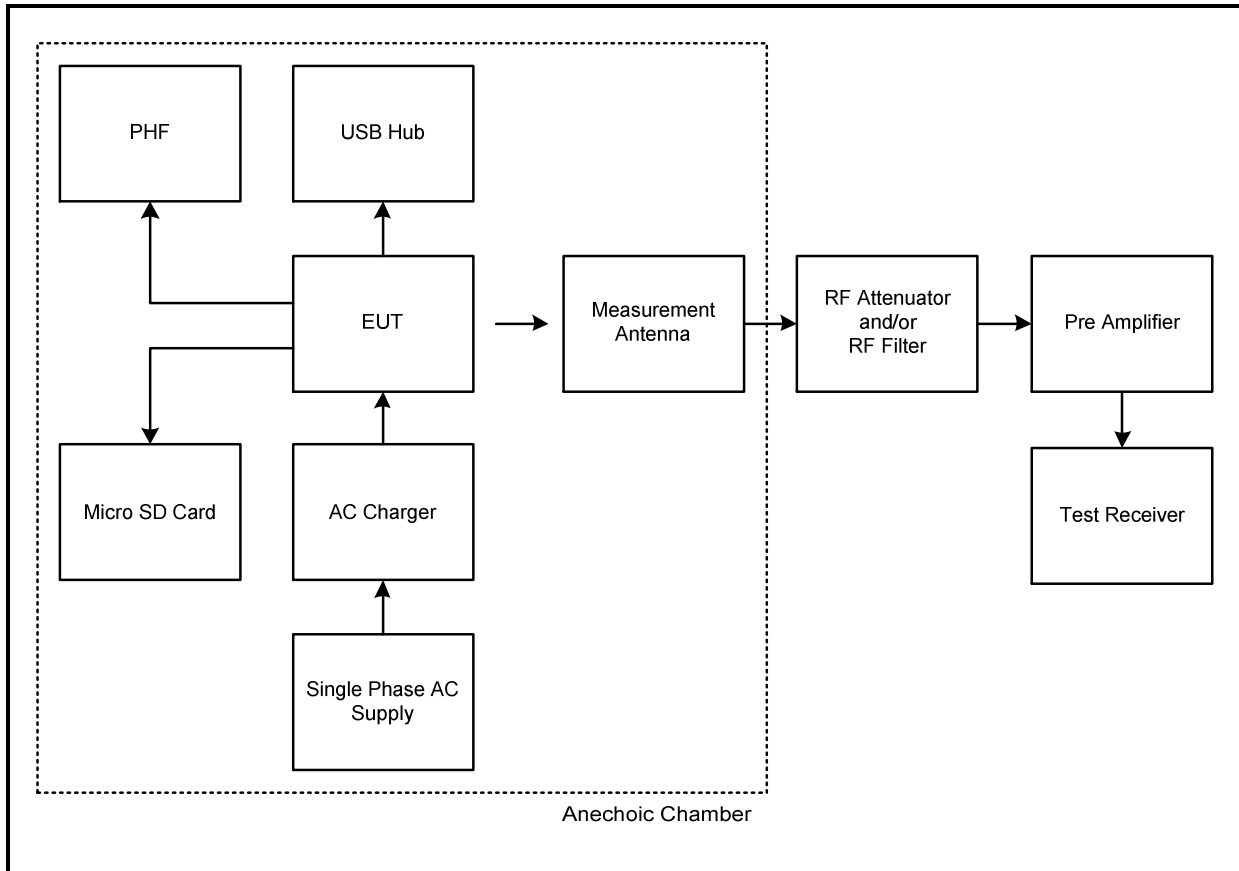 PHF
USB Hub
EUT
Measurement
Antenna
RF Attenuator
and/or
RF Filter
Pre Amplifier
Micro SD Card
AC Charger
Test Receiver
Single Phase AC
Supply
Anechoic Chamber